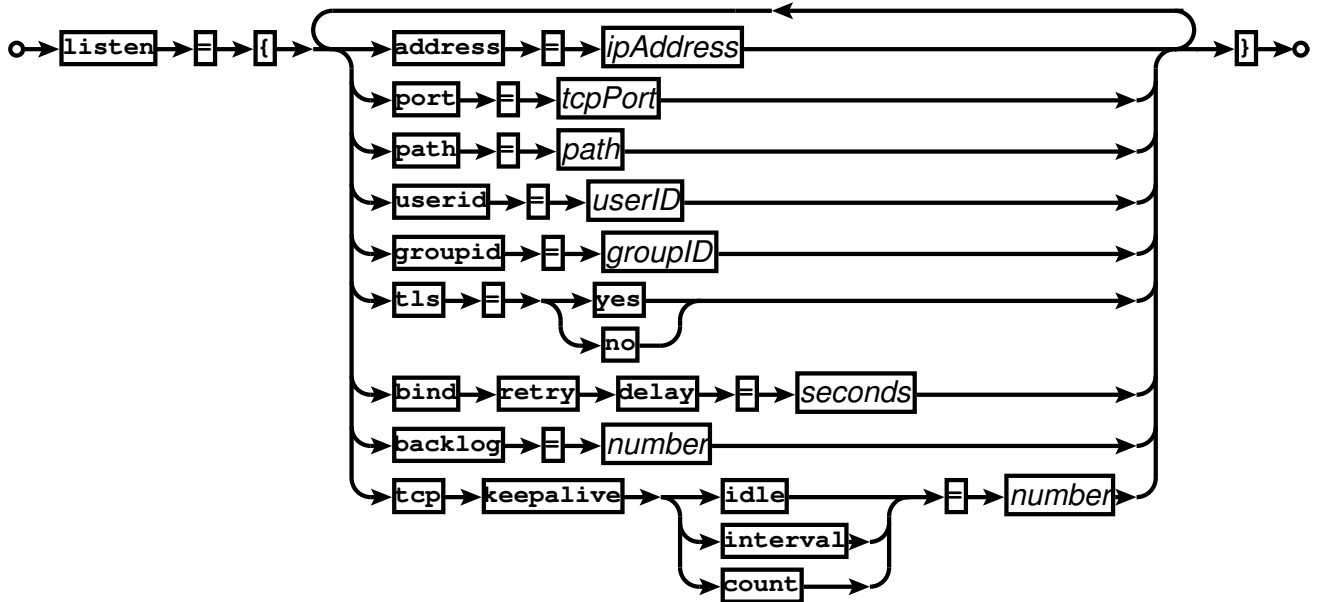 listen = { address = ipAddress }
port = tcpPort
path = path
userid = userID
groupid = groupID
tls = yes
no
bind retry delay = seconds
backlog = number
tcp keepalive idle = number
interval
count